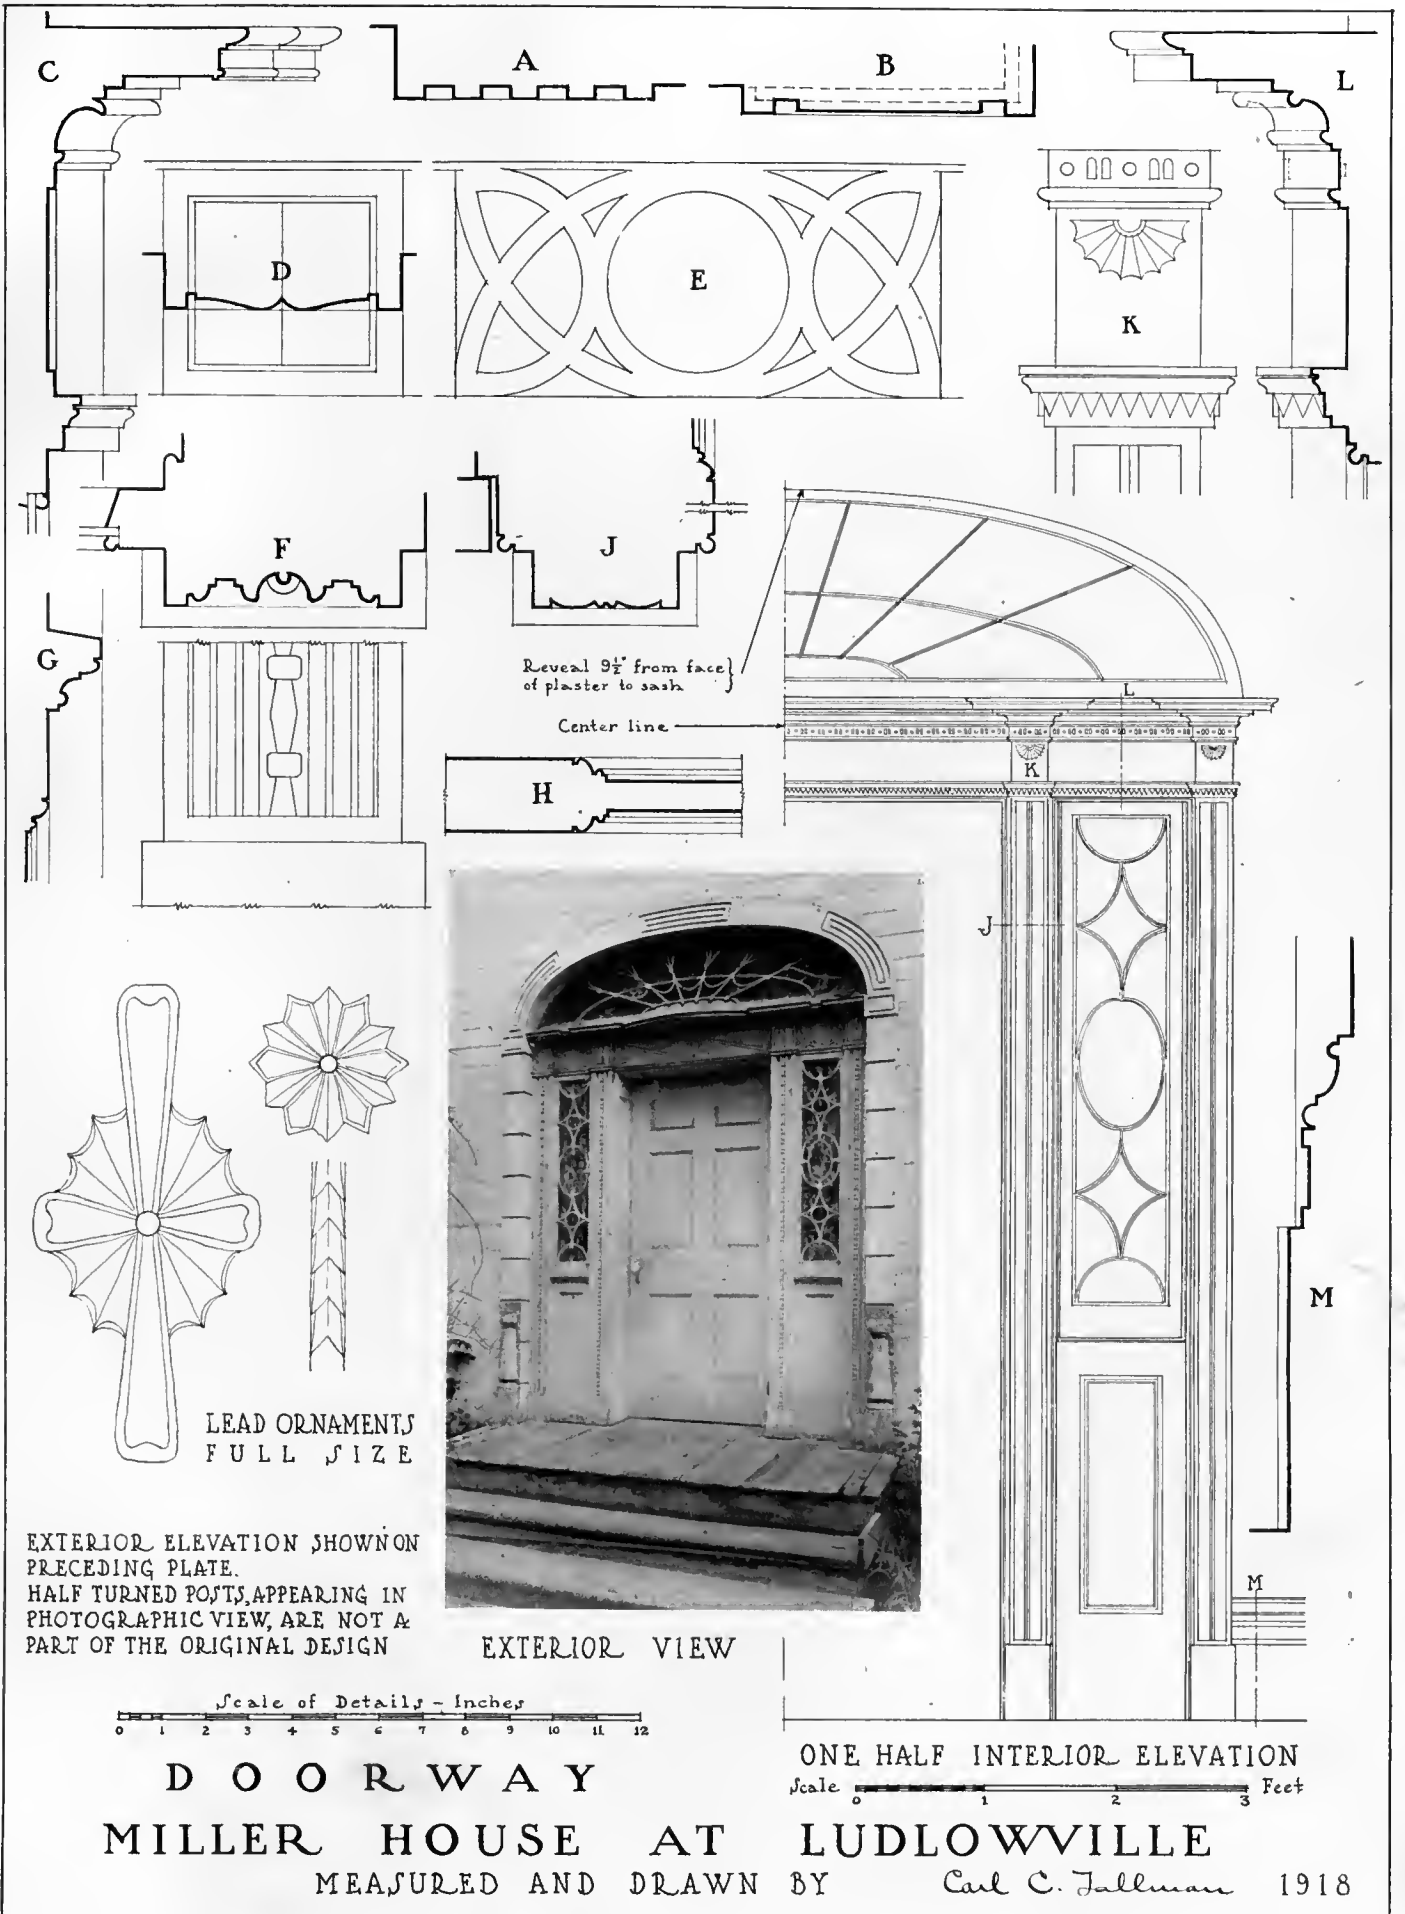 C
A
B
L
D
E
K
F
J
G
Reveal 9½" from face
of plaster to sash
Center line
H
L
K
J
M
LEAD ORNAMENTS
FULL SIZE
EXTERIOR ELEVATION SHOWN ON
PRECEDING PLATE.
HALF TURNED POSTS, APPEARING IN
PHOTOGRAPHIC VIEW, ARE NOT A
PART OF THE ORIGINAL DESIGN
EXTERIOR VIEW
M
Scale of Details - Inches
0 1 2 3 4 5 6 7 8 9 10 11 12
ONE HALF INTERIOR ELEVATION
Scale 0 1 2 3 Feet
DOORWAY
MILLER HOUSE AT LUDLOWVILLE
MEASURED AND DRAWN BY Carl C. Tallman 1918